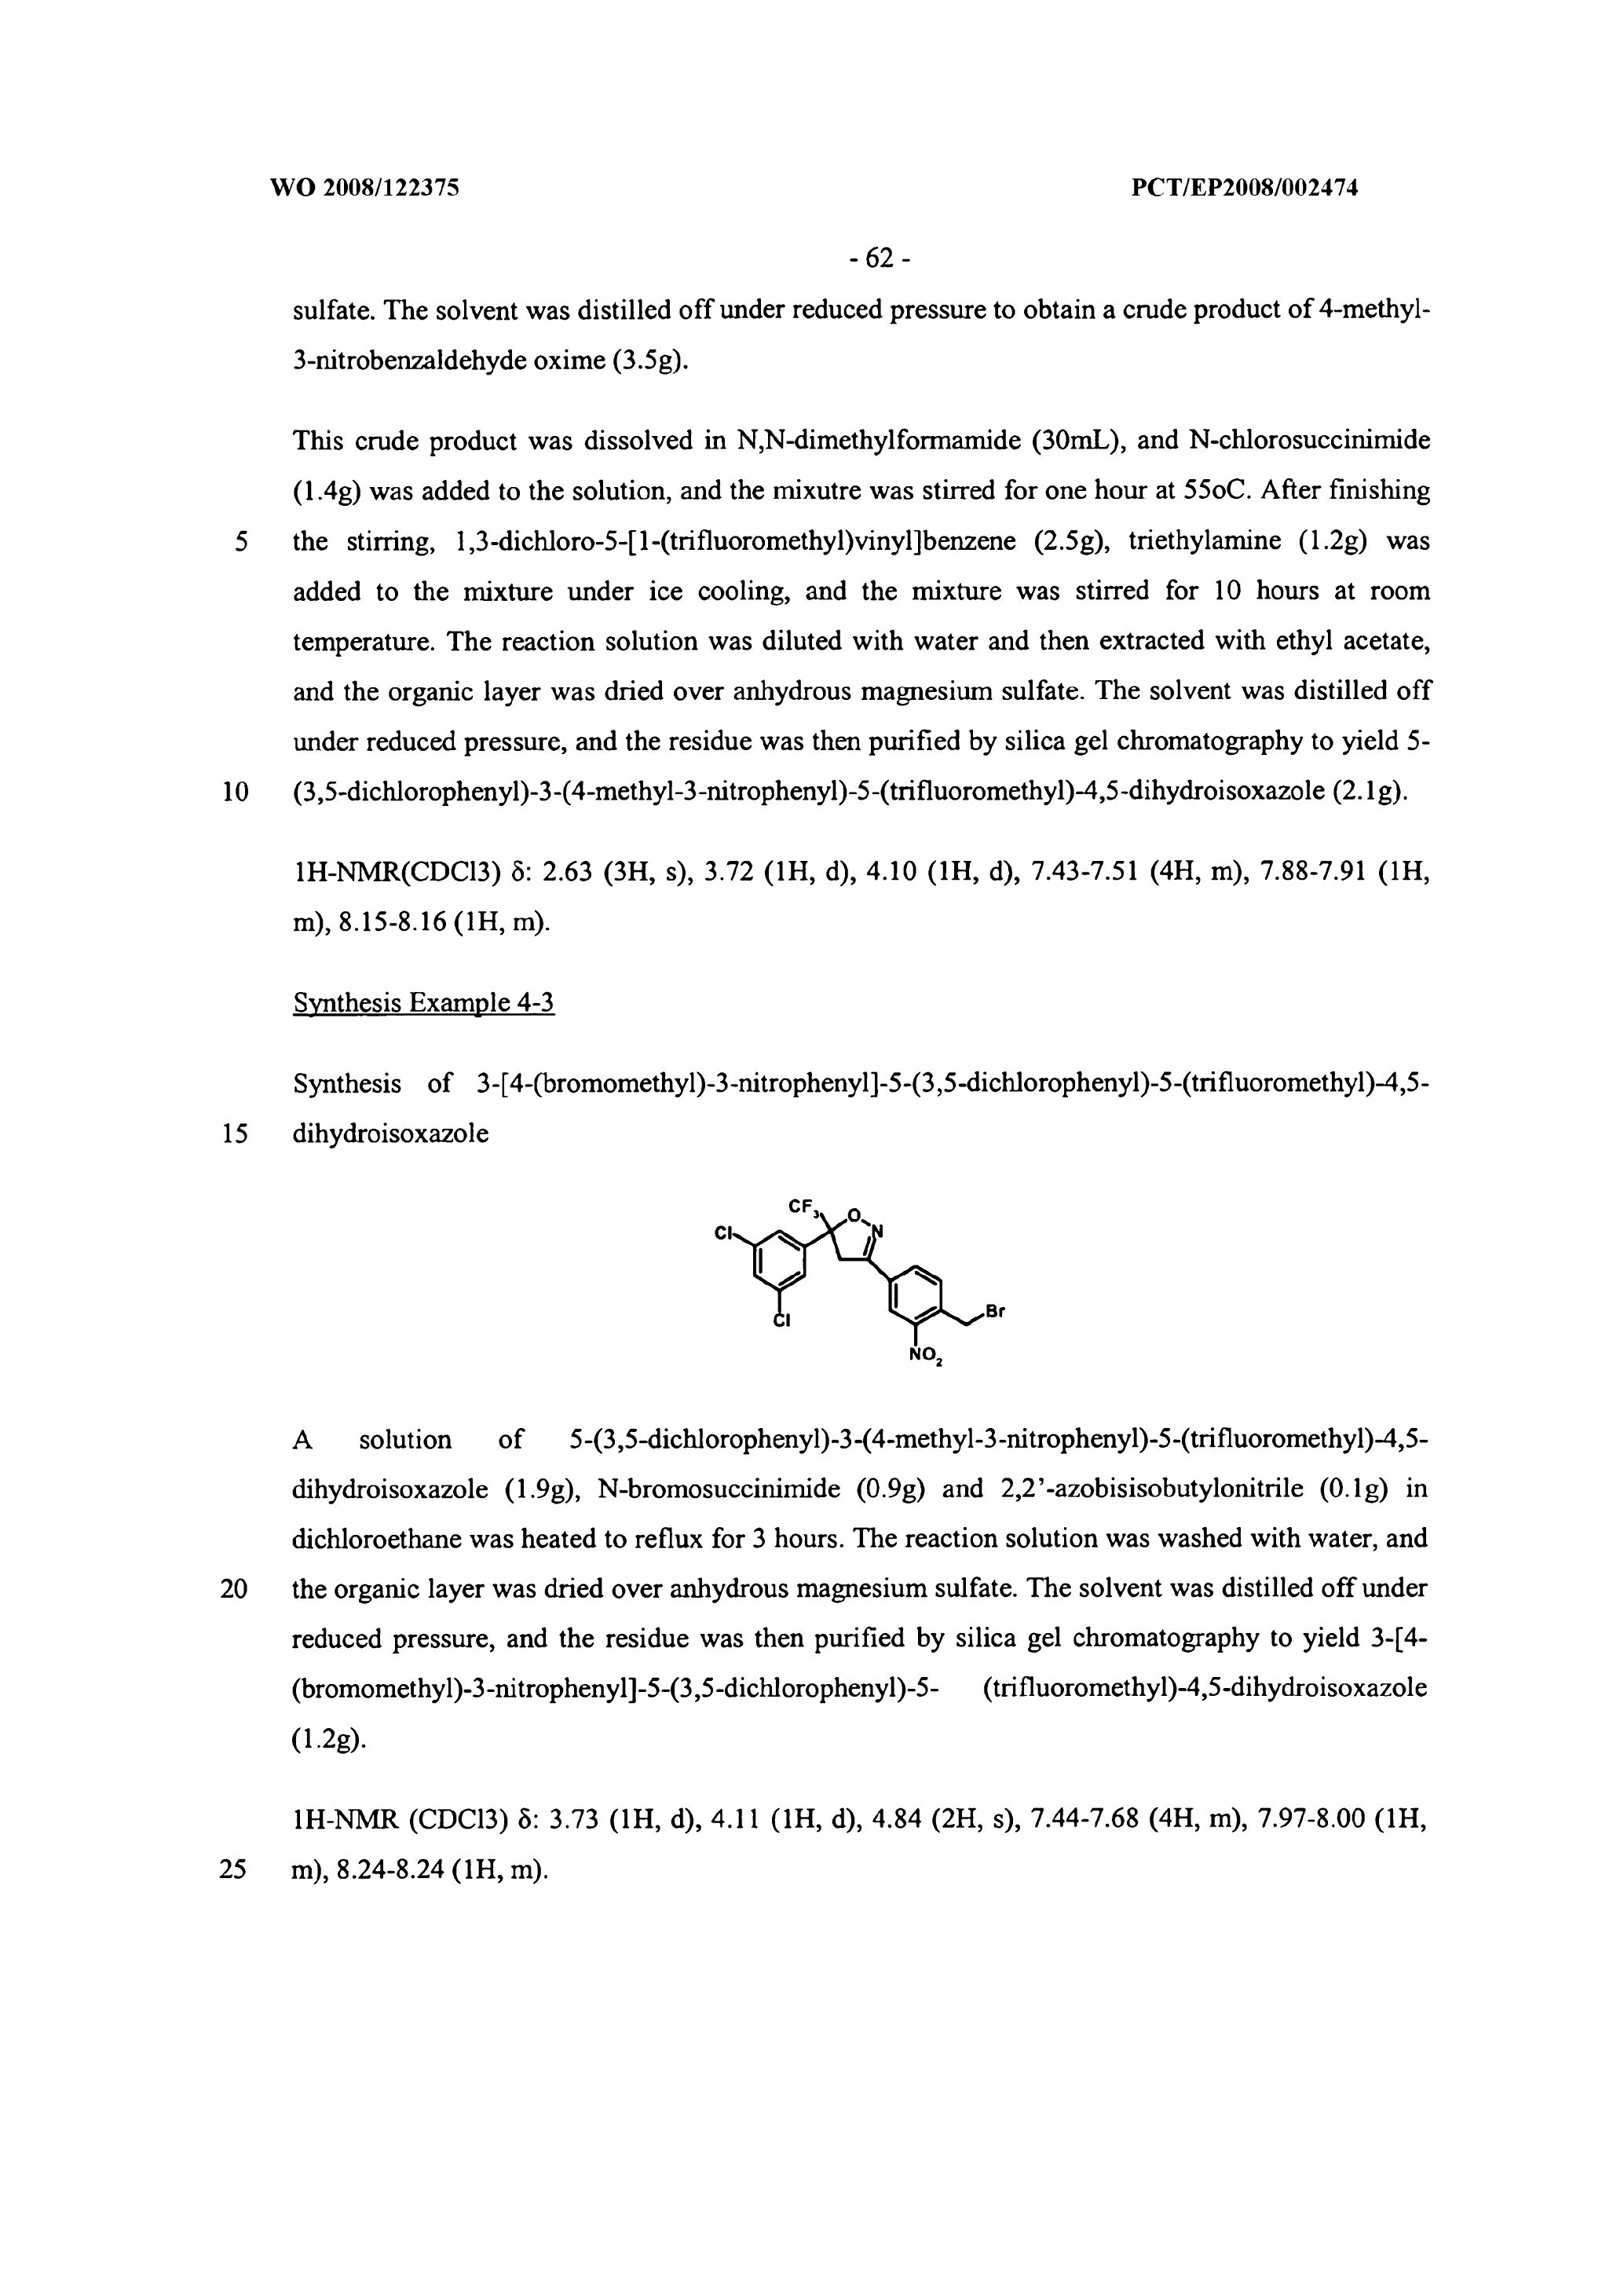 WO 2008/122375 PCT/EP2008/002474
- 62 -
sulfate. The solvent was distilled off under reduced pressure to obtain a crude product of 4-methyl-
3-nitrobenzaldehyde oxime (3.5g).
This crude product was dissolved in N,N-dimethylformamide (30mL), and N-chlorosuccinimide
(1.4g) was added to the solution, and the mixutre was stirred for one hour at 55oC. After finishing
5 the stirring, 1,3-dichloro-5-[1-(trifluoromethyl)vinyl]benzene (2.5g), triethylamine (1.2g) was
added to the mixture under ice cooling, and the mixture was stirred for 10 hours at room
temperature. The reaction solution was diluted with water and then extracted with ethyl acetate,
and the organic layer was dried over anhydrous magnesium sulfate. The solvent was distilled off
under reduced pressure, and the residue was then purified by silica gel chromatography to yield 5-
10 (3,5-dichlorophenyl)-3-(4-methyl-3-nitrophenyl)-5-(trifluoromethyl)-4,5-dihydroisoxazole (2.1g).
1H-NMR(CDCl3) δ: 2.63 (3H, s), 3.72 (1H, d), 4.10 (1H, d), 7.43-7.51 (4H, m), 7.88-7.91 (1H,
m), 8.15-8.16 (1H, m).
Synthesis Example 4-3
Synthesis of 3-[4-(bromomethyl)-3-nitrophenyl]-5-(3,5-dichlorophenyl)-5-(trifluoromethyl)-4,5-
15 dihydroisoxazole
CF3 O
Cl N
Br
Cl
NO2
A solution of 5-(3,5-dichlorophenyl)-3-(4-methyl-3-nitrophenyl)-5-(trifluoromethyl)-4,5-
dihydroisoxazole (1.9g), N-bromosuccinimide (0.9g) and 2,2’-azobisisobutylonitrile (0.1g) in
dichloroethane was heated to reflux for 3 hours. The reaction solution was washed with water, and
20 the organic layer was dried over anhydrous magnesium sulfate. The solvent was distilled off under
reduced pressure, and the residue was then purified by silica gel chromatography to yield 3-[4-
(bromomethyl)-3-nitrophenyl]-5-(3,5-dichlorophenyl)-5- (trifluoromethyl)-4,5-dihydroisoxazole
(1.2g).
1H-NMR (CDCl3) δ: 3.73 (1H, d), 4.11 (1H, d), 4.84 (2H, s), 7.44-7.68 (4H, m), 7.97-8.00 (1H,
25 m), 8.24-8.24 (1H, m).